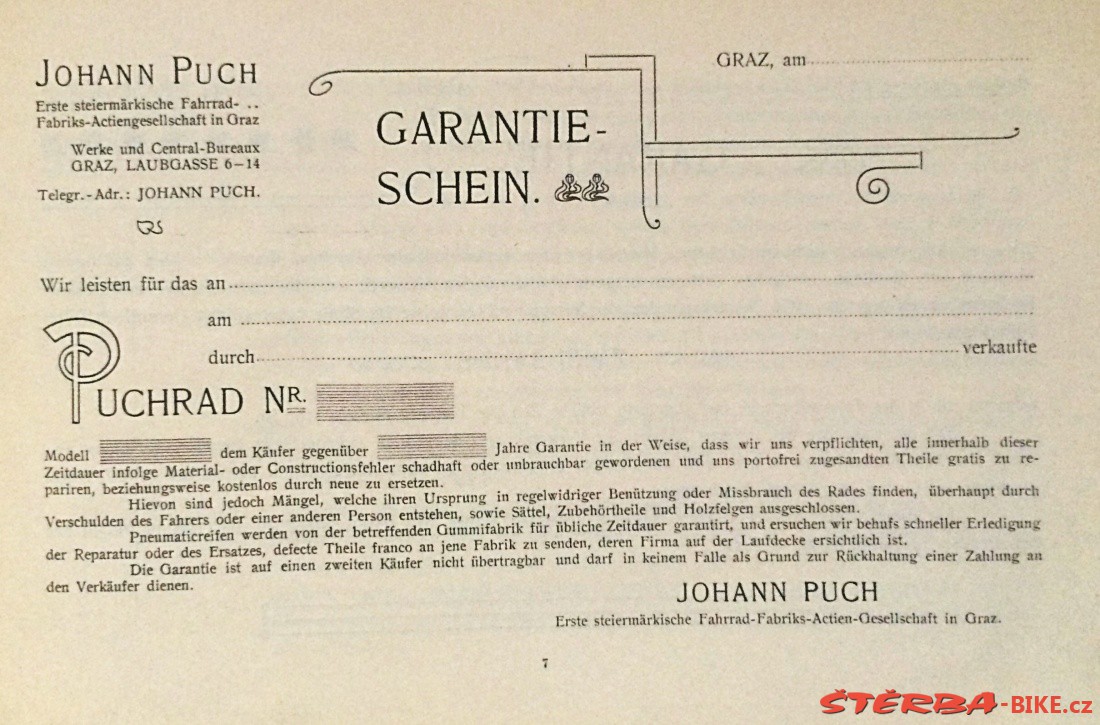 JOHANN PUCH
Erste steiermärkische Fahrrad- ..
Fabriks-Actiengesellschaft in Graz
Werke und Central-Bureaux
GRAZ, LAUBGASSE 6–14
Telegr.-Adr.: JOHANN PUCH.
GARANTIE-
SCHEIN.
GRAZ, am
Wir leisten für das an
am
durch verkaufte
PUCHRAD NR.
Modell dem Käufer gegenüber Jahre Garantie in der Weise, dass wir uns verpflichten, alle innerhalb dieser
Zeitdauer infolge Material- oder Constructionsfehler schadhaft oder unbrauchbar gewordenen und uns portofrei zugesandten Theile gratis zu re-
pariren, beziehungsweise kostenlos durch neue zu ersetzen.
Hievon sind jedoch Mängel, welche ihren Ursprung in regelwidriger Benützung oder Missbrauch des Rades finden, überhaupt durch
Verschulden des Fahrers oder einer anderen Person entstehen, sowie Sättel, Zubehörtheile und Holzfelgen ausgeschlossen.
Pneumaticreifen werden von der betreffenden Gummifabrik für übliche Zeitdauer garantirt, und ersuchen wir behufs schneller Erledigung
der Reparatur oder des Ersatzes, defecte Theile franco an jene Fabrik zu senden, deren Firma auf der Laufdecke ersichtlich ist.
Die Garantie ist auf einen zweiten Käufer nicht übertragbar und darf in keinem Falle als Grund zur Rückhaltung einer Zahlung an
den Verkäufer dienen.
JOHANN PUCH
Erste steiermärkische Fahrrad-Fabriks-Actien-Gesellschaft in Graz.
7
ŠTĚRBA-BIKE.cz